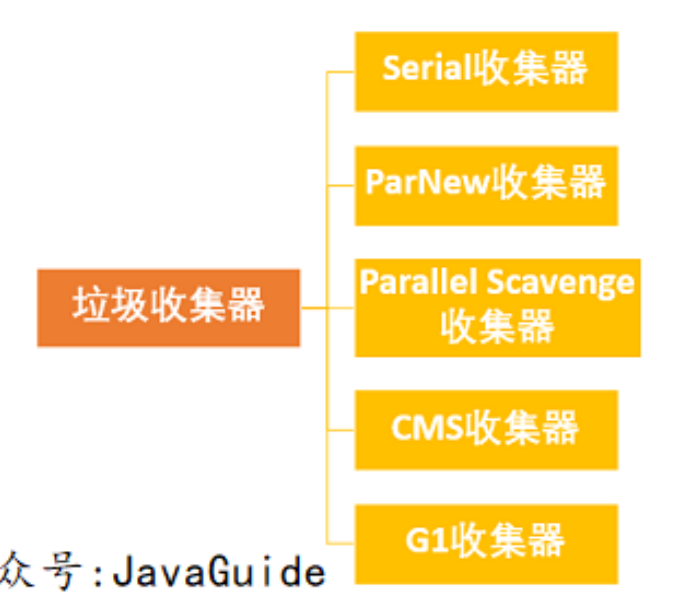 Serial收集器
ParNew收集器
Parallel Scavenge
收集器
垃圾收集器
CMS收集器
G1收集器
众号:JavaGuide